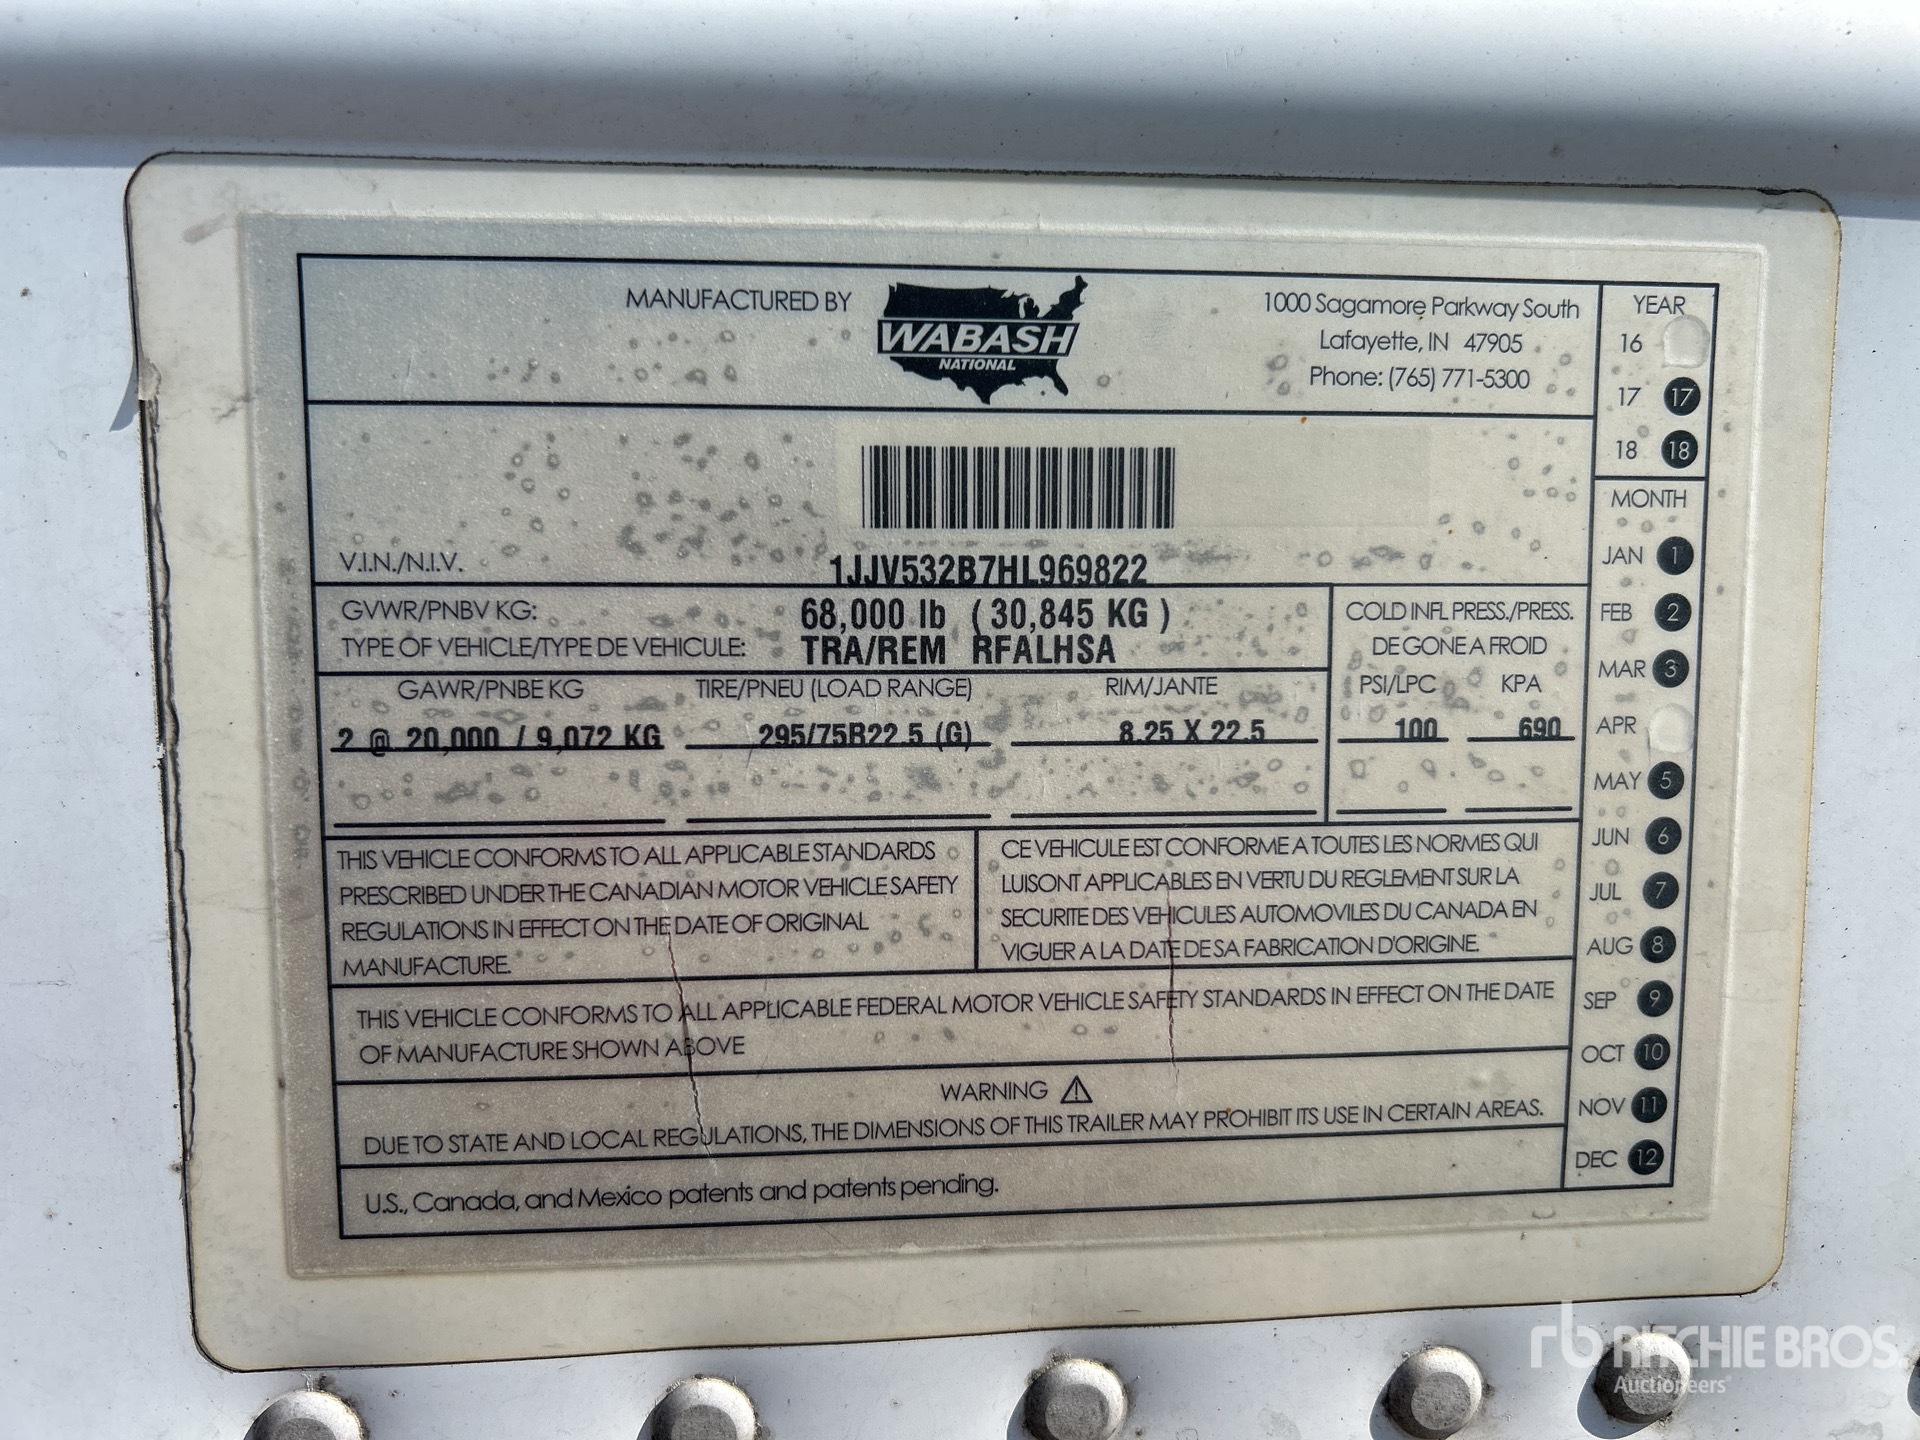 MANUFACTURED BY
WABASH
NATIONAL
1000 Sagamore Parkway South
Lafayette, IN 47905
Phone: (765) 771-5300
YEAR
16
17 17
18 18
V.I.N./N.I.V. 1JJV532B7HL969822
GVWR/PNBV KG: 68,000 lb ( 30,845 KG )
TYPE OF VEHICLE/TYPE DE VEHICULE: TRA/REM RFALHSA
COLD INFL PRESS./PRESS.
DE GONE A FROID
GAWR/PNBE KG TIRE/PNEU (LOAD RANGE) RIM/JANTE PSI/LPC KPA
2 @ 20,000 / 9,072 KG 295/75R22.5 (G) 8.25 X 22.5 100 690
MONTH
JAN 1
FEB 2
MAR 3
APR
MAY 5
JUN 6
JUL 7
AUG 8
SEP 9
OCT 10
NOV 11
DEC 12
THIS VEHICLE CONFORMS TO ALL APPLICABLE STANDARDS
PRESCRIBED UNDER THE CANADIAN MOTOR VEHICLE SAFETY
REGULATIONS IN EFFECT ON THE DATE OF ORIGINAL
MANUFACTURE.
CE VEHICULE EST CONFORME A TOUTES LES NORMES QUI
LUISONT APPLICABLES EN VERTU DU REGLEMENT SUR LA
SECURITE DES VEHICULES AUTOMOVILES DU CANADA EN
VIGUER A LA DATE DE SA FABRICATION D'ORIGINE.
THIS VEHICLE CONFORMS TO ALL APPLICABLE FEDERAL MOTOR VEHICLE SAFETY STANDARDS IN EFFECT ON THE DATE
OF MANUFACTURE SHOWN ABOVE
WARNING
DUE TO STATE AND LOCAL REGULATIONS, THE DIMENSIONS OF THIS TRAILER MAY PROHIBIT ITS USE IN CERTAIN AREAS.
U.S., Canada, and Mexico patents and patents pending.
rb RITCHIE BROS.
Auctioneers